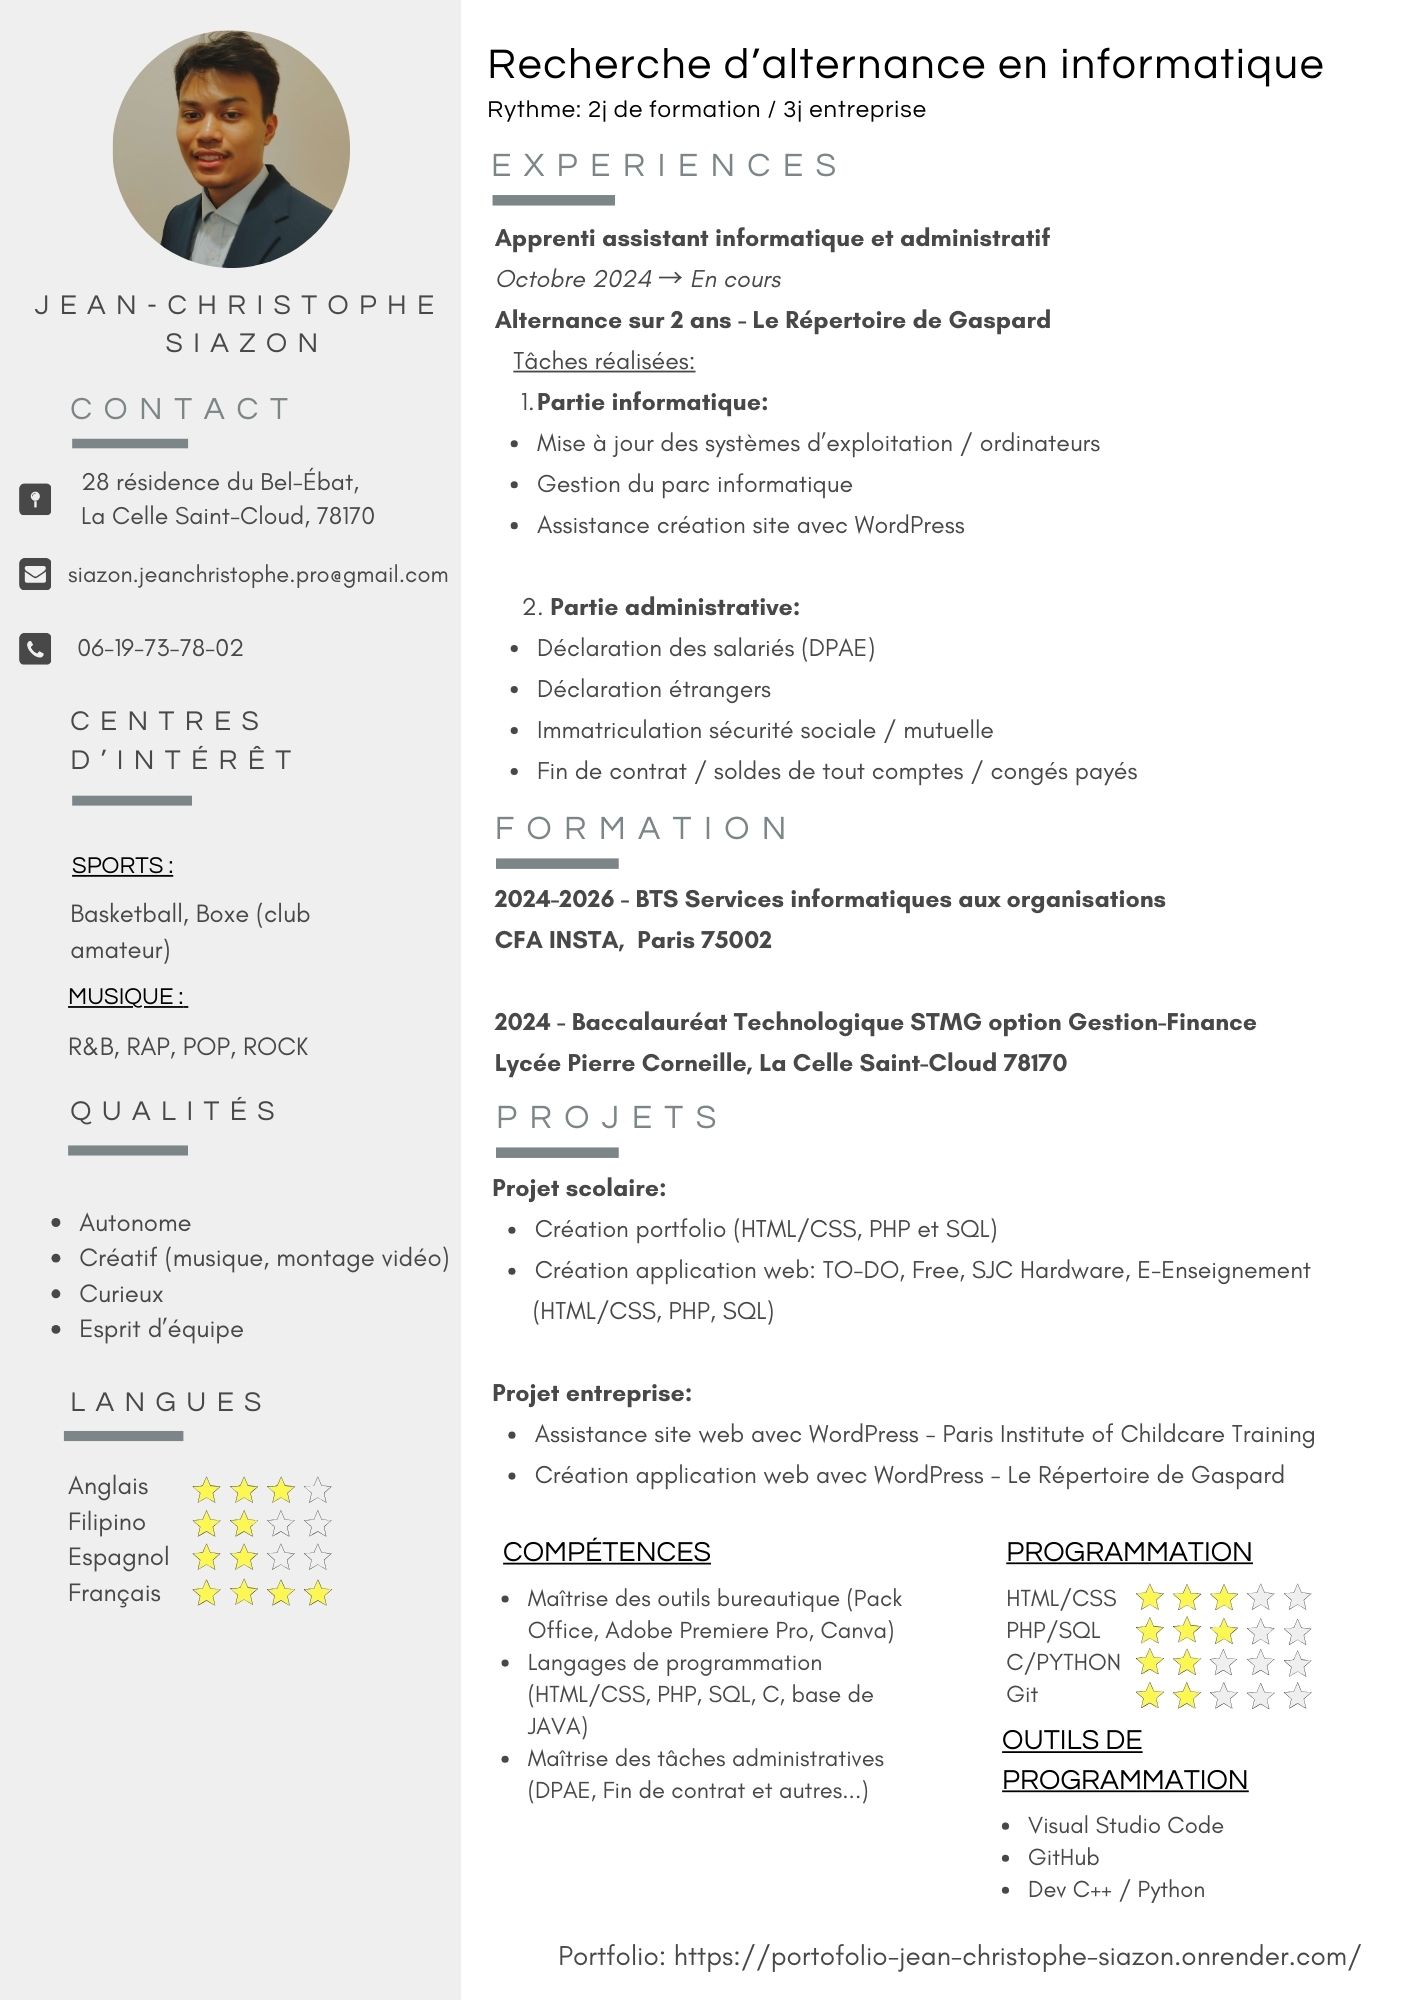 JEAN-CHRISTOPHE
SIAZON
CONTACT
28 résidence du Bel-Ébat,
La Celle Saint-Cloud, 78170
siazon.jeanchristophe.pro@gmail.com
06-19-73-78-02
CENTRES
D’INTÉRÊT
SPORTS :
Basketball, Boxe (club
amateur)
MUSIQUE :
R&B, RAP, POP, ROCK
QUALITÉS
• Autonome
• Créatif (musique, montage vidéo)
• Curieux
• Esprit d’équipe
LANGUES
Anglais
Filipino
Espagnol
Français
Recherche d’alternance en informatique
Rythme: 2j de formation / 3j entreprise
EXPERIENCES
Apprenti assistant informatique et administratif
Octobre 2024 → En cours
Alternance sur 2 ans - Le Répertoire de Gaspard
Tâches réalisées:
1. Partie informatique:
• Mise à jour des systèmes d’exploitation / ordinateurs
• Gestion du parc informatique
• Assistance création site avec WordPress
2. Partie administrative:
• Déclaration des salariés (DPAE)
• Déclaration étrangers
• Immatriculation sécurité sociale / mutuelle
• Fin de contrat / soldes de tout comptes / congés payés
FORMATION
2024-2026 - BTS Services informatiques aux organisations
CFA INSTA, Paris 75002
2024 - Baccalauréat Technologique STMG option Gestion-Finance
Lycée Pierre Corneille, La Celle Saint-Cloud 78170
PROJETS
Projet scolaire:
• Création portfolio (HTML/CSS, PHP et SQL)
• Création application web: TO-DO, Free, SJC Hardware, E-Enseignement
(HTML/CSS, PHP, SQL)
Projet entreprise:
• Assistance site web avec WordPress - Paris Institute of Childcare Training
• Création application web avec WordPress - Le Répertoire de Gaspard
COMPÉTENCES
• Maîtrise des outils bureautique (Pack
Office, Adobe Premiere Pro, Canva)
• Langages de programmation
(HTML/CSS, PHP, SQL, C, base de
JAVA)
• Maîtrise des tâches administratives
(DPAE, Fin de contrat et autres...)
PROGRAMMATION
HTML/CSS
PHP/SQL
C/PYTHON
Git
OUTILS DE
PROGRAMMATION
• Visual Studio Code
• GitHub
• Dev C++ / Python
Portfolio: https://portofolio-jean-christophe-siazon.onrender.com/